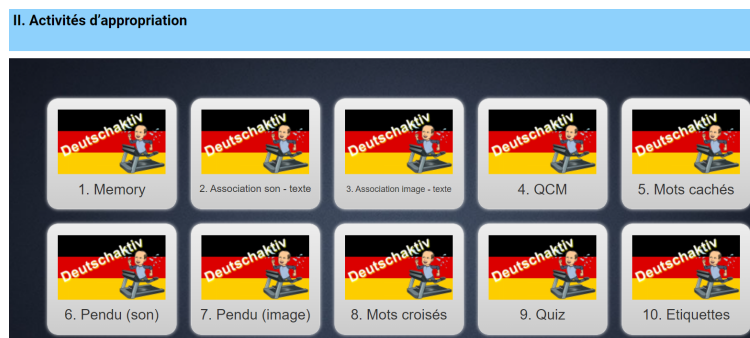 II. Activités d’appropriation
Deutschaktiv
Deutschaktiv
Deutschaktiv
Deutschaktiv
Deutschaktiv
1. Memory
2. Association son - texte
3. Association image - texte
4. QCM
5. Mots cachés
Deutschaktiv
Deutschaktiv
Deutschaktiv
Deutschaktiv
Deutschaktiv
6. Pendu (son)
7. Pendu (image)
8. Mots croisés
9. Quiz
10. Etiquettes